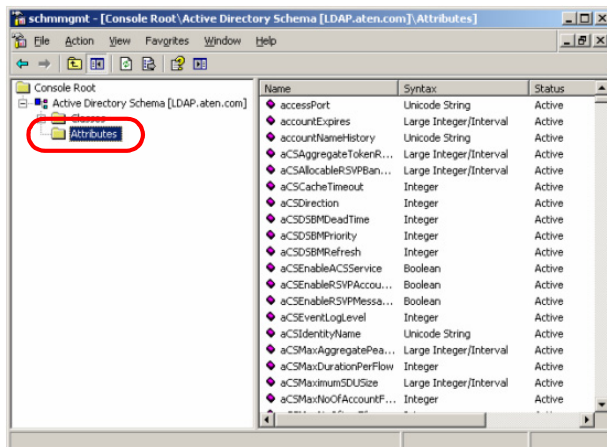 schmmgmt - [Console Root\Active Directory Schema [LDAP.aten.com]\Attributes]
File Action View Favorites Window Help
Console Root
Active Directory Schema [LDAP.aten.com]
Classes
Attributes
Name Syntax Status
accessPort Unicode String Active
accountExpires Large Integer/Interval Active
accountNameHistory Unicode String Active
aCSAggregateTokenR... Large Integer/Interval Active
aCSAllocableRSVPBan... Large Integer/Interval Active
aCSCacheTimeout Integer Active
aCSDirection Integer Active
aCSDSBMDeadTime Integer Active
aCSDSBMPriority Integer Active
aCSDSBMRefresh Integer Active
aCSEnableACSService Boolean Active
aCSEnableRSVPAccou... Boolean Active
aCSEnableRSVPMessa... Boolean Active
aCSEventLogLevel Integer Active
aCSIdentityName Unicode String Active
aCSMaxAggregatePea... Large Integer/Interval Active
aCSMaxDurationPerFlow Integer Active
aCSMaximumSDUSize Large Integer/Interval Active
aCSMaxNoOfAccountF... Integer Active